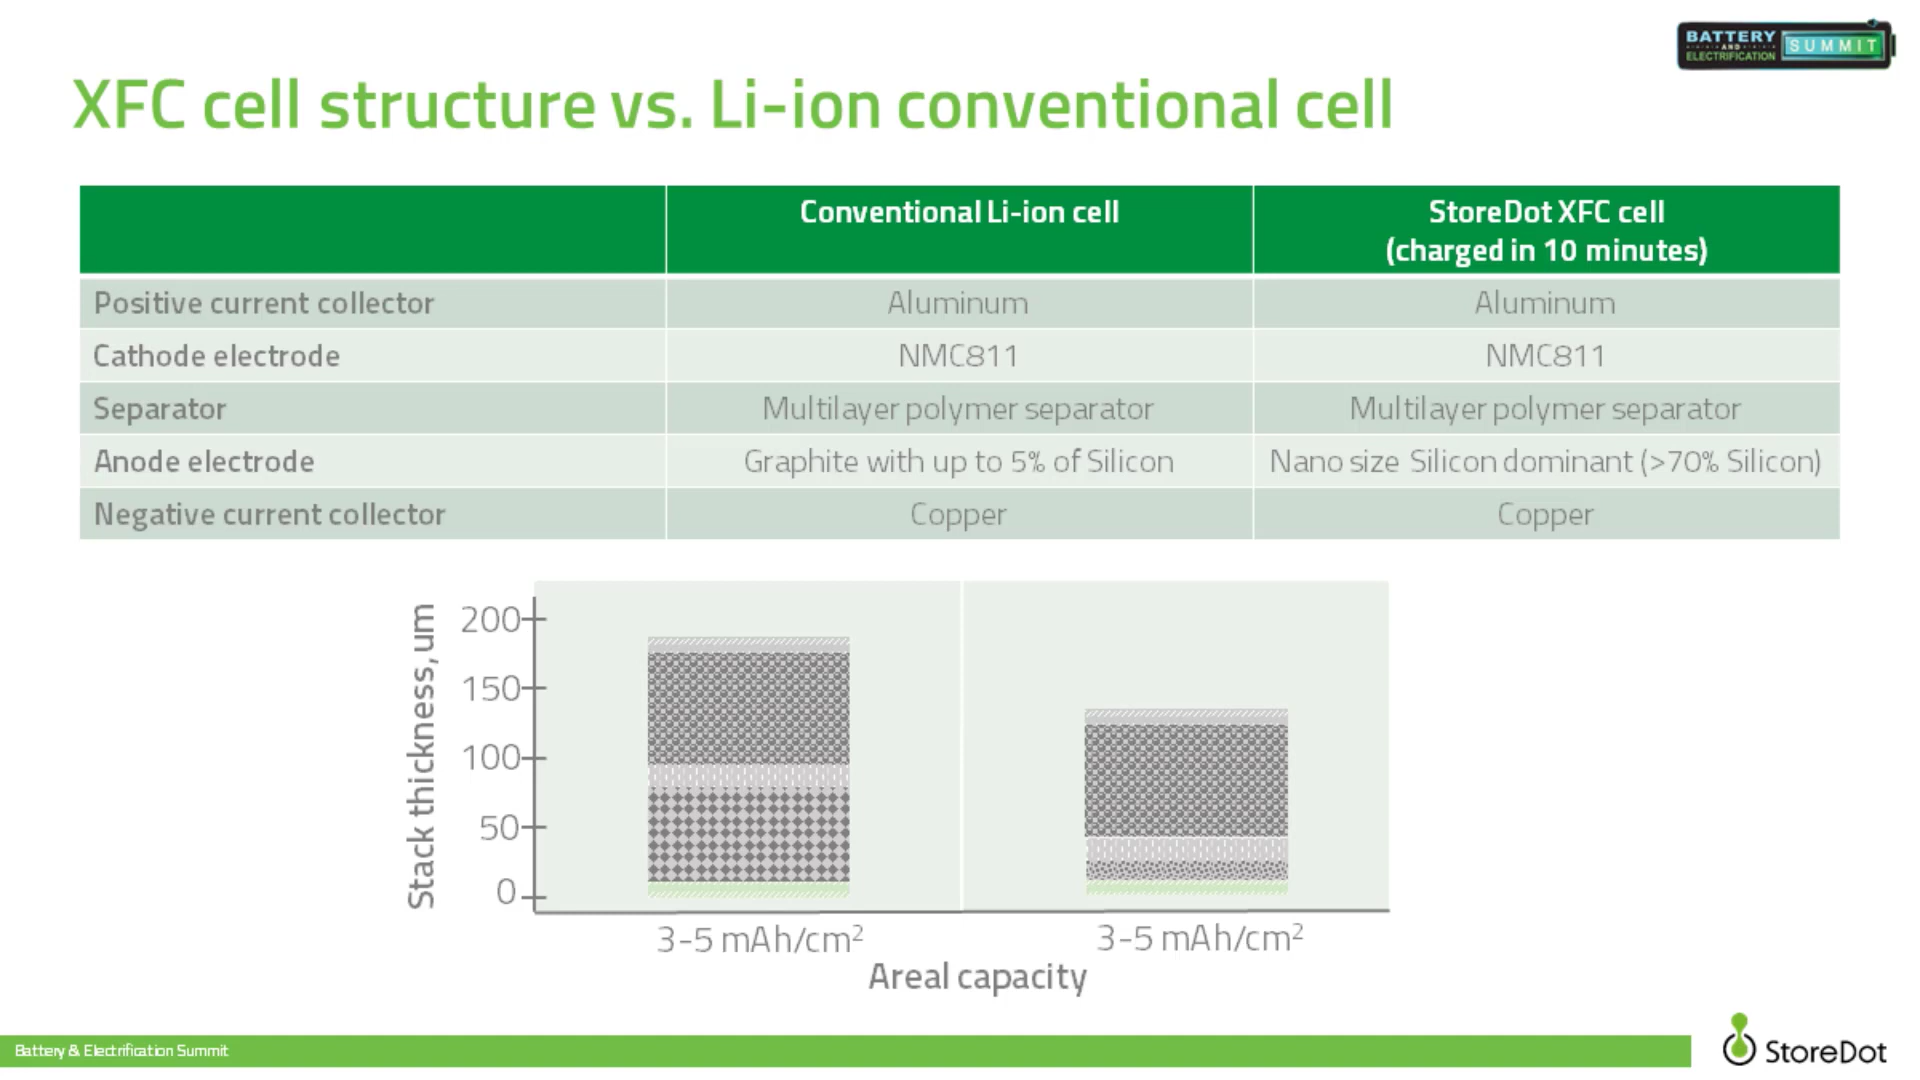 BATTERY
AND
ELECTRIFICATION
SUMMIT
XFC cell structure vs. Li-ion conventional cell
Conventional Li-ion cell
StoreDot XFC cell
(charged in 10 minutes)
Positive current collector
Aluminum
Aluminum
Cathode electrode
NMC811
NMC811
Separator
Multilayer polymer separator
Multilayer polymer separator
Anode electrode
Graphite with up to 5% of Silicon
Nano size Silicon dominant (>70% Silicon)
Negative current collector
Copper
Copper
Stack thickness, um
200
150
100
50
0
3-5 mAh/cm²
3-5 mAh/cm²
Areal capacity
Battery & Electrification Summit
StoreDot